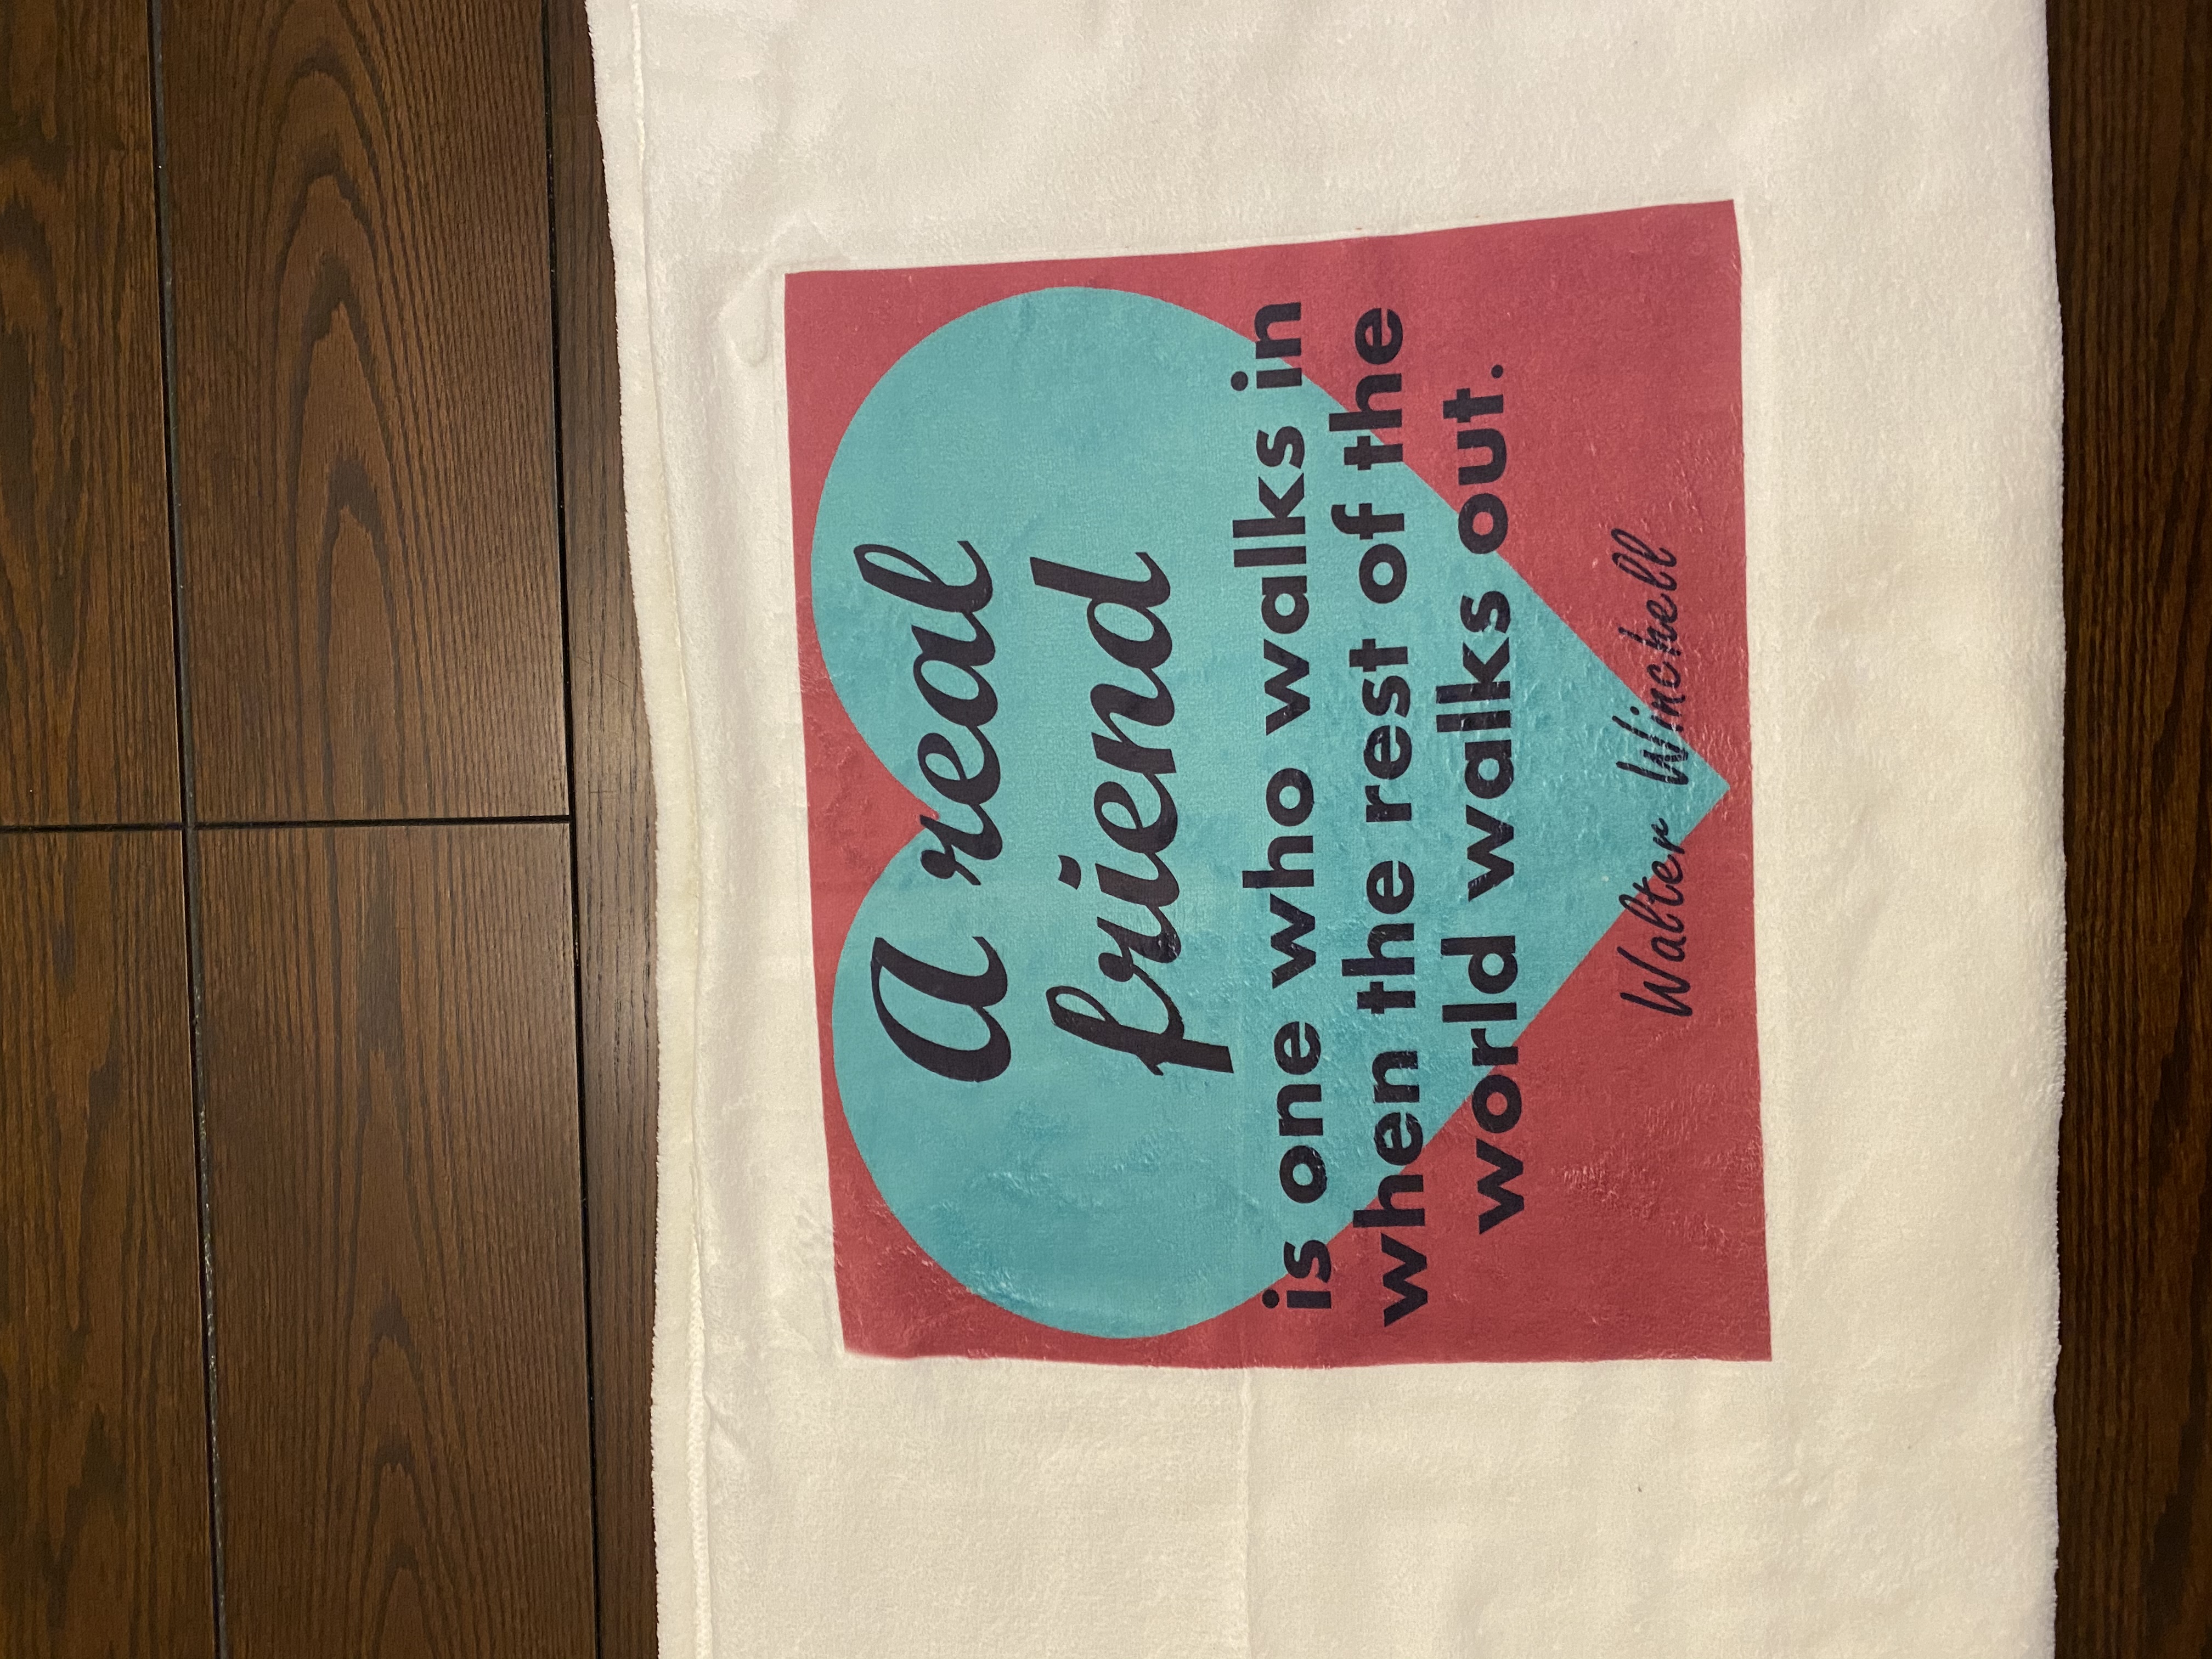 A real
friend
is one who walks in
when the rest of the
world walks out.
Walter Winchell